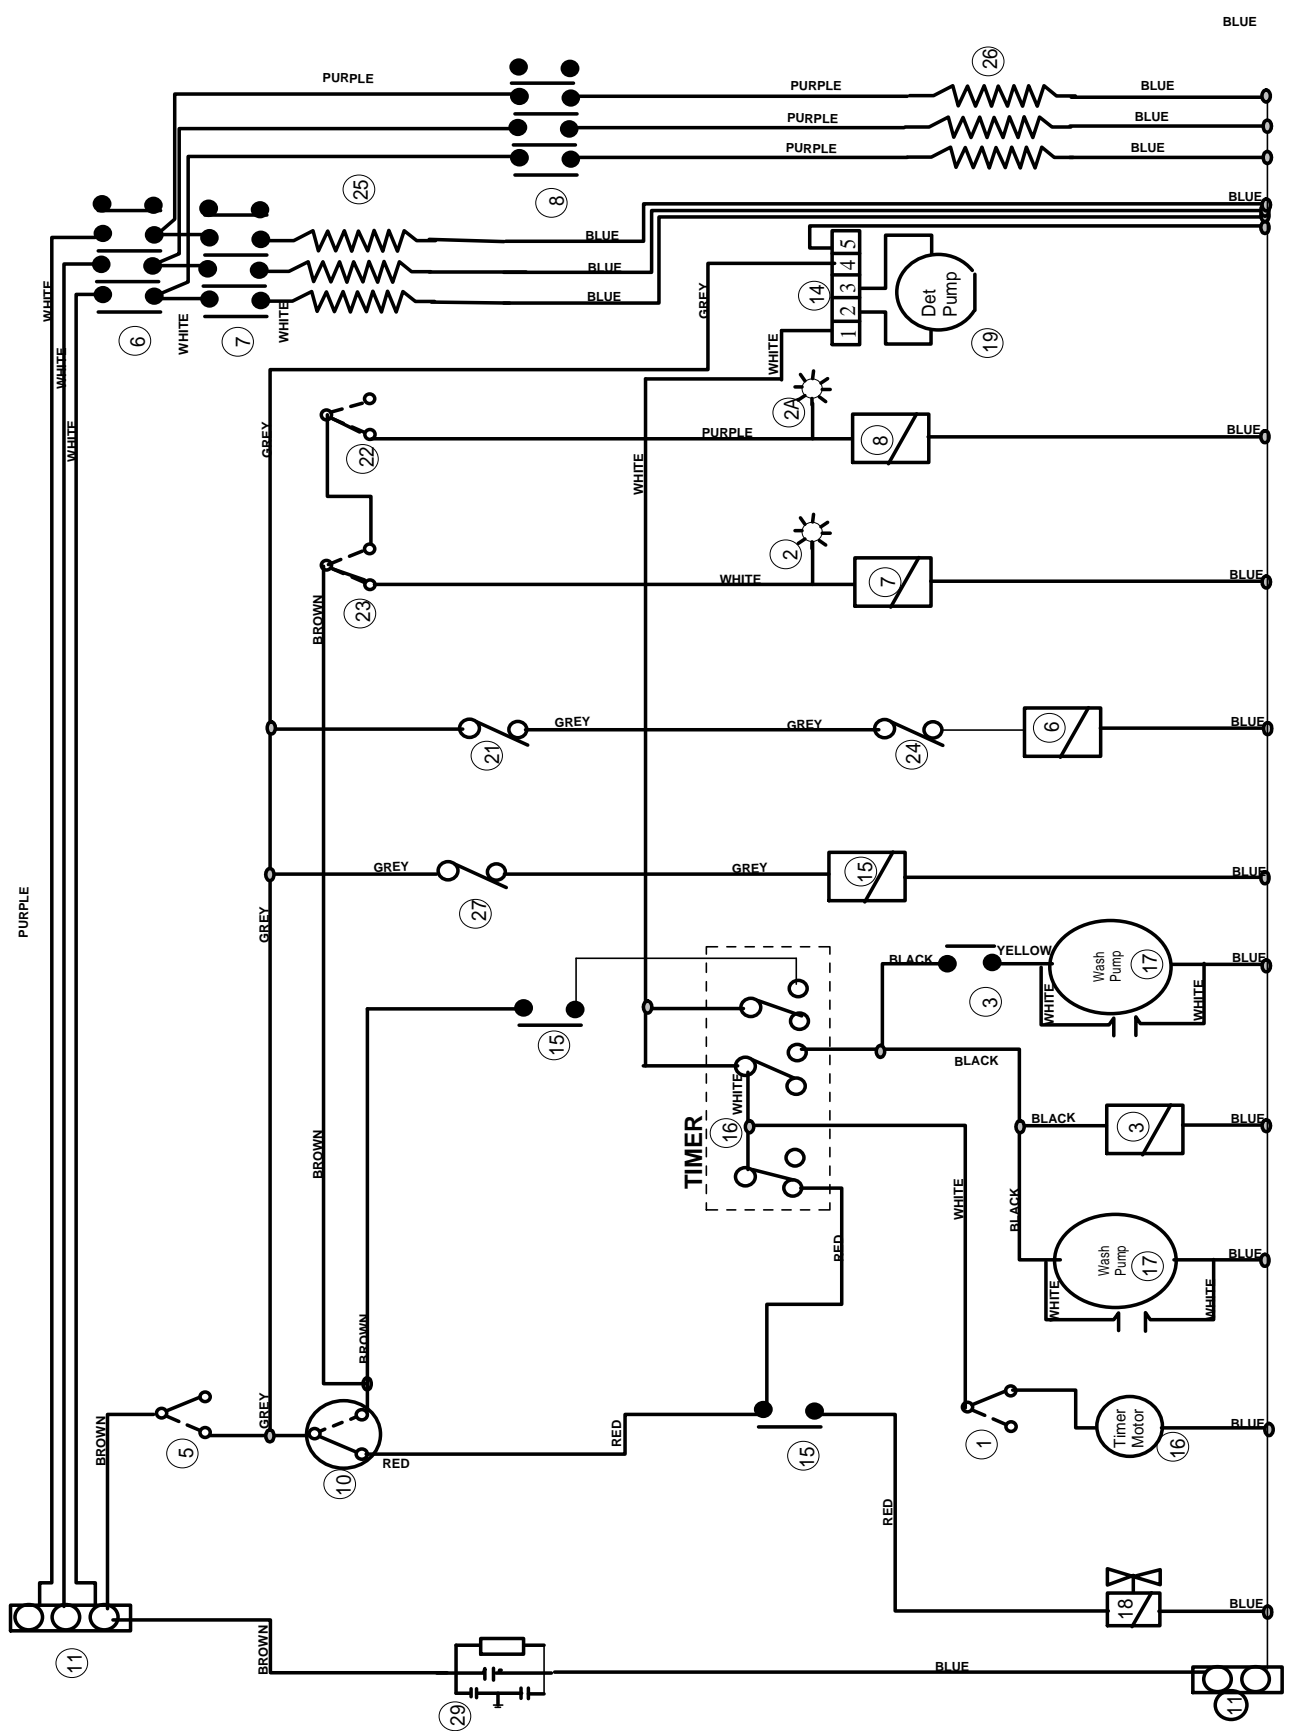 BLUE
26
PURPLE
PURPLE
BLUE
PURPLE
BLUE
PURPLE
BLUE
25
8
BLUE
BLUE
BLUE
BLUE
5
4
3
2
1
14
Det
Pump
19
GREY
WHITE
WHITE
WHITE
WHITE
WHITE
WHITE
6
7
GREY
22
2A
PURPLE
8
BLUE
WHITE
2
WHITE
7
BLUE
23
BROWN
GREY
GREY
21
24
6
BLUE
PURPLE
GREY
GREY
27
GREY
15
BLUE
BLACK
YELLOW
3
Wash
Pump
17
BLUE
WHITE
WHITE
15
BLACK
WHITE
TIMER
16
BLACK
3
BLUE
BROWN
WHITE
BLACK
RED
Wash
Pump
17
BLUE
WHITE
WHITE
BROWN
BROWN
5
GREY
10
RED
RED
15
1
Timer
Motor
16
BLUE
RED
18
BLUE
11
BROWN
29
BLUE
11